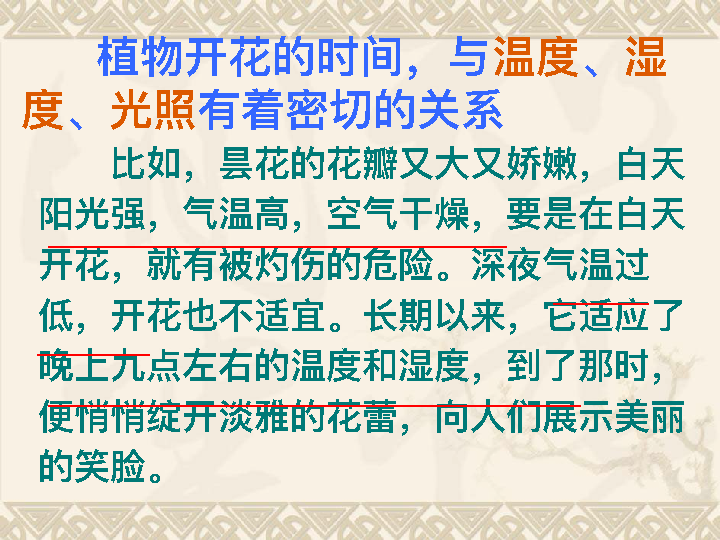 植物开花的时间，与温度、湿
度、光照有着密切的关系
比如，昙花的花瓣又大又娇嫩，白天
阳光强，气温高，空气干燥，要是在白天
开花，就有被灼伤的危险。深夜气温过
低，开花也不适宜。长期以来，它适应了
晚上九点左右的温度和湿度，到了那时，
便悄悄绽开淡雅的花蕾，向人们展示美丽
的笑脸。